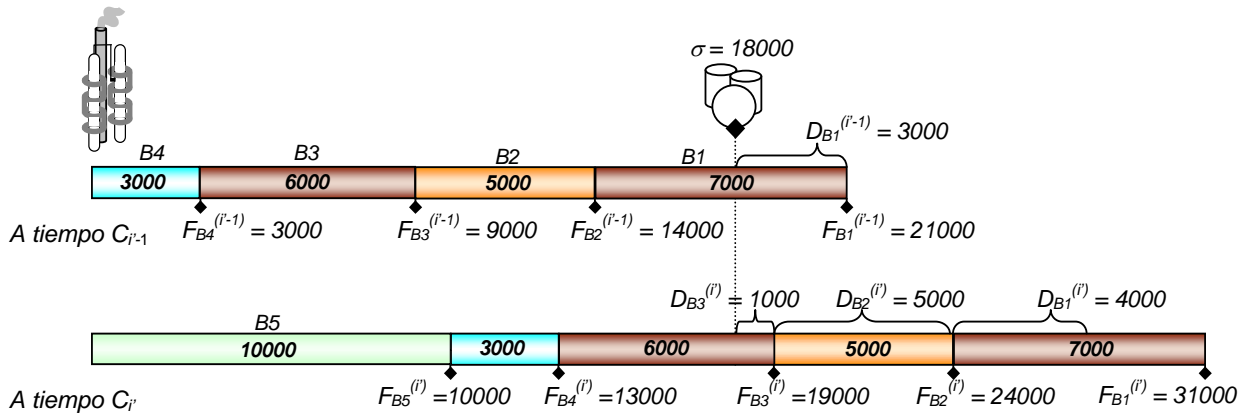 σ = 18000
D_B1^(i'-1) = 3000
B4 B3 B2 B1
3000 6000 5000 7000
A tiempo C_i'-1 F_B4^(i'-1) = 3000 F_B3^(i'-1) = 9000 F_B2^(i'-1) = 14000 F_B1^(i'-1) = 21000
D_B3^(i') = 1000 D_B2^(i') = 5000 D_B1^(i') = 4000
B5
10000 3000 6000 5000 7000
A tiempo C_i' F_B5^(i') = 10000 F_B4^(i') = 13000 F_B3^(i') = 19000 F_B2^(i') = 24000 F_B1^(i') = 31000